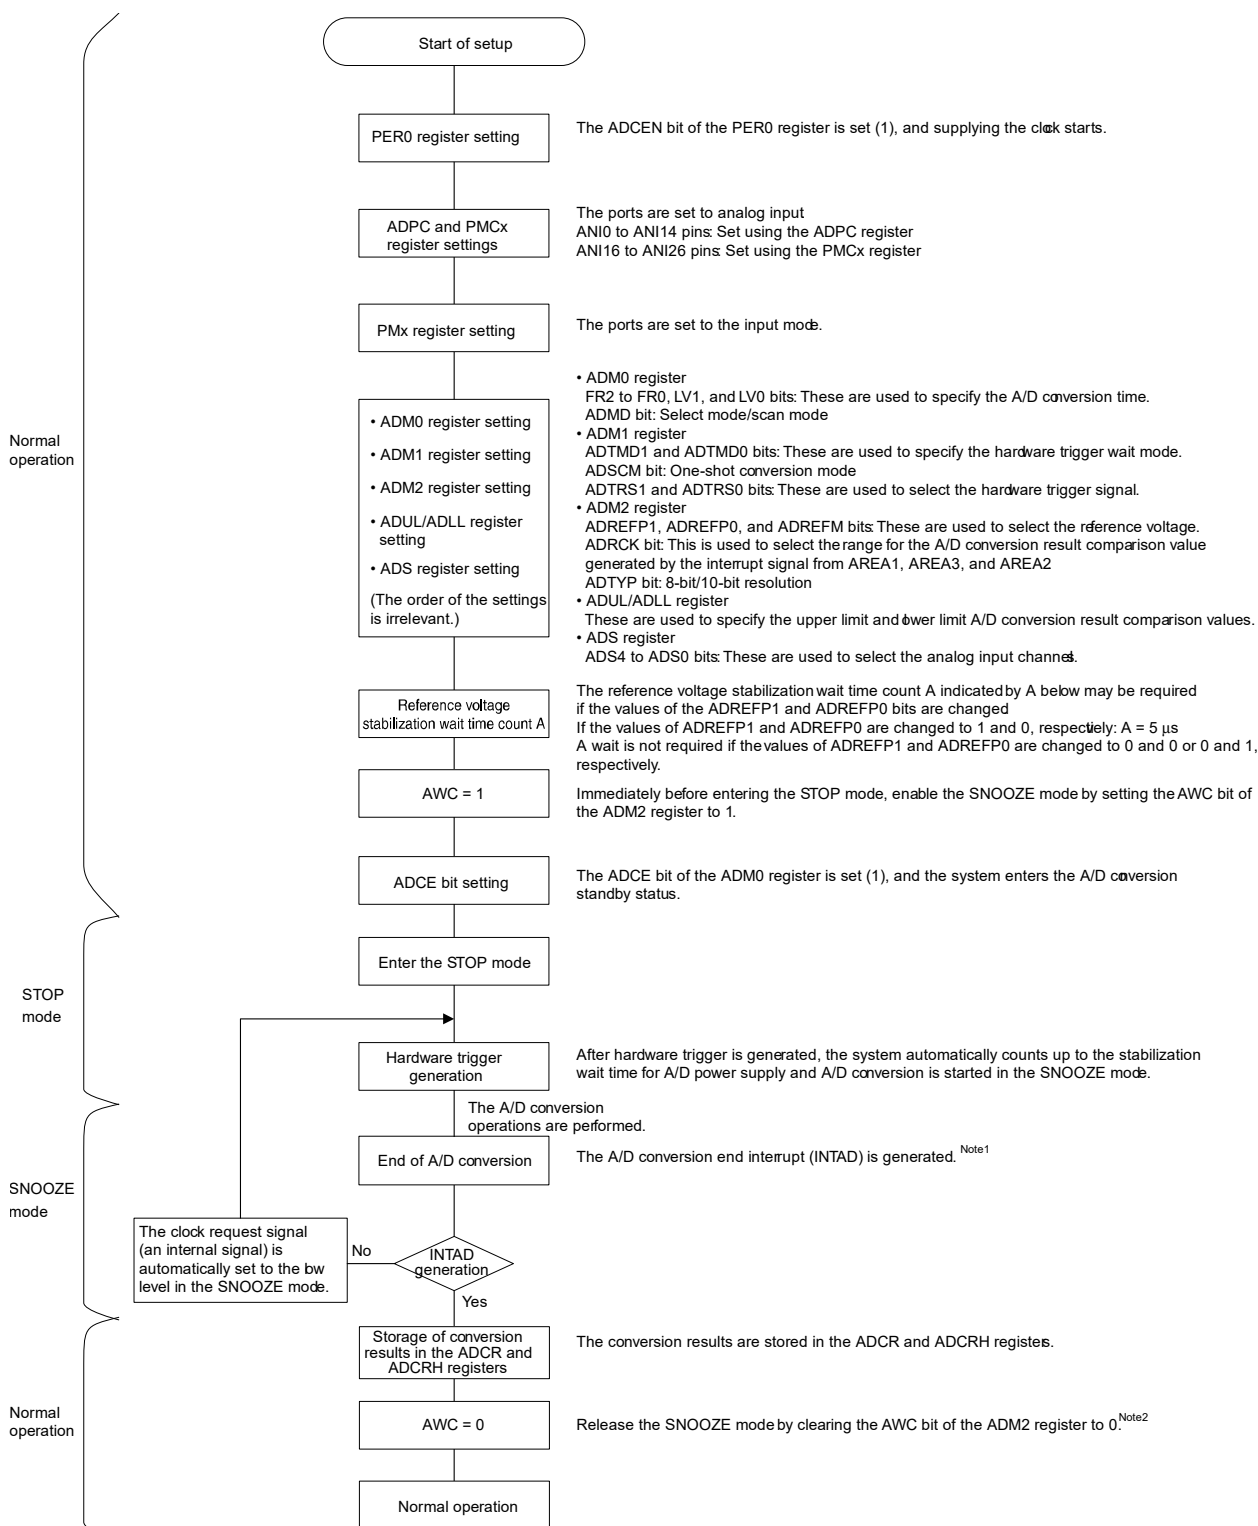 Start of setup
PER0 register setting
The ADCEN bit of the PER0 register is set (1), and supplying the clock starts.
ADPC and PMCx
register settings
The ports are set to analog input
ANI0 to ANI14 pins: Set using the ADPC register
ANI16 to ANI26 pins: Set using the PMCx register
PMx register setting
The ports are set to the input mode.
Normal
operation
• ADM0 register setting
• ADM1 register setting
• ADM2 register setting
• ADUL/ADLL register
setting
• ADS register setting
(The order of the settings
is irrelevant.)
• ADM0 register
FR2 to FR0, LV1, and LV0 bits: These are used to specify the A/D conversion time.
ADMD bit: Select mode/scan mode
• ADM1 register
ADTMD1 and ADTMD0 bits: These are used to specify the hardware trigger wait mode.
ADSCM bit: One-shot conversion mode
ADTRS1 and ADTRS0 bits: These are used to select the hardware trigger signal.
• ADM2 register
ADREFP1, ADREFP0, and ADREFM bits: These are used to select the reference voltage.
ADRCK bit: This is used to select the range for the A/D conversion result comparison value
generated by the interrupt signal from AREA1, AREA3, and AREA2
ADTYP bit: 8-bit/10-bit resolution
• ADUL/ADLL register
These are used to specify the upper limit and lower limit A/D conversion result comparison values.
• ADS register
ADS4 to ADS0 bits: These are used to select the analog input channels.
Reference voltage
stabilization wait time count A
The reference voltage stabilization wait time count A indicated by A below may be required
if the values of the ADREFP1 and ADREFP0 bits are changed
If the values of ADREFP1 and ADREFP0 are changed to 1 and 0, respectively: A = 5 μs
A wait is not required if the values of ADREFP1 and ADREFP0 are changed to 0 and 0 or 0 and 1,
respectively.
AWC = 1
Immediately before entering the STOP mode, enable the SNOOZE mode by setting the AWC bit of
the ADM2 register to 1.
ADCE bit setting
The ADCE bit of the ADM0 register is set (1), and the system enters the A/D conversion
standby status.
Enter the STOP mode
STOP
mode
Hardware trigger
generation
After hardware trigger is generated, the system automatically counts up to the stabilization
wait time for A/D power supply and A/D conversion is started in the SNOOZE mode.
The A/D conversion
operations are performed.
End of A/D conversion
The A/D conversion end interrupt (INTAD) is generated. Note1
SNOOZE
mode
The clock request signal
(an internal signal) is
automatically set to the low
level in the SNOOZE mode.
No
INTAD
generation
Yes
Storage of conversion
results in the ADCR and
ADCRH registers
The conversion results are stored in the ADCR and ADCRH registers.
Normal
operation
AWC = 0
Release the SNOOZE mode by clearing the AWC bit of the ADM2 register to 0.Note2
Normal operation